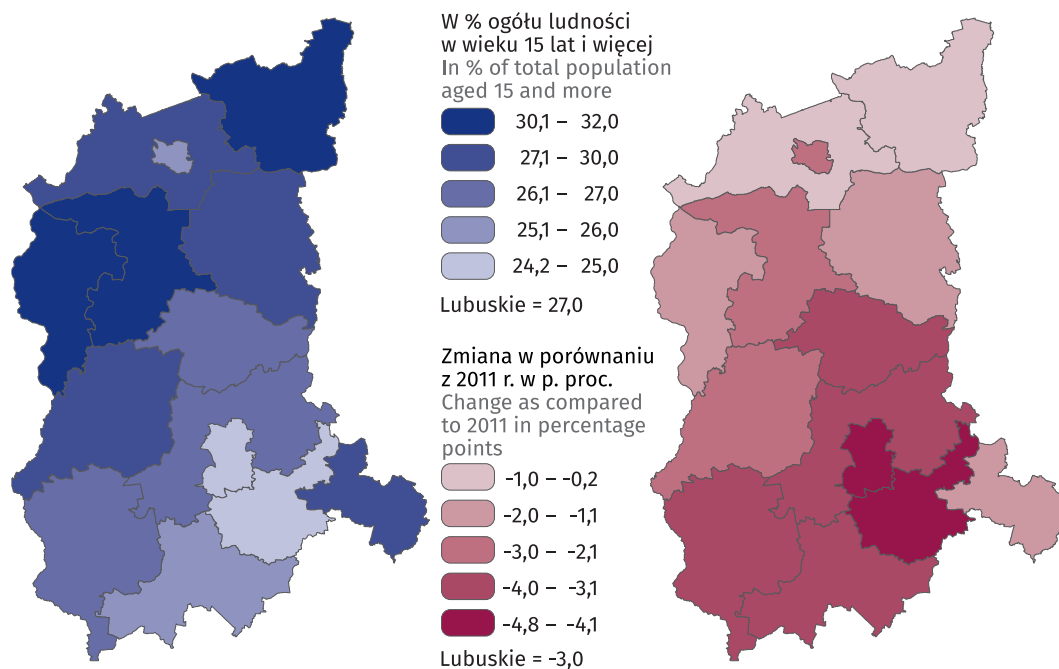 W % ogółu ludności
w wieku 15 lat i więcej
In % of total population
aged 15 and more
30,1 – 32,0
27,1 – 30,0
26,1 – 27,0
25,1 – 26,0
24,2 – 25,0
Lubuskie = 27,0
Zmiana w porównaniu
z 2011 r. w p. proc.
Change as compared
to 2011 in percentage
points
-1,0 – -0,2
-2,0 – -1,1
-3,0 – -2,1
-4,0 – -3,1
-4,8 – -4,1
Lubuskie = -3,0